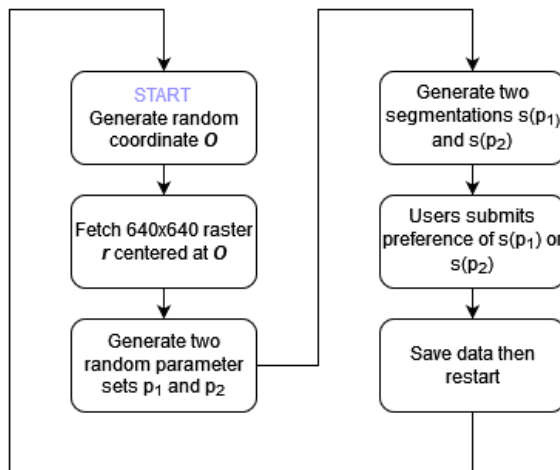 START
Generate random
coordinate O
Fetch 640x640 raster
r centered at O
Generate two
random parameter
sets p₁ and p₂
Generate two
segmentations s(p₁)
and s(p₂)
Users submits
preference of s(p₁) or
s(p₂)
Save data then
restart